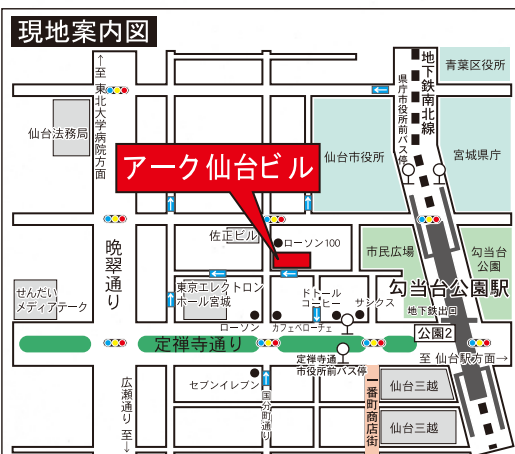 現地案内図
←至 東北大学病院方面
地下鉄南北線
県庁市役所前バス停
青葉区役所
仙台法務局
アーク仙台ビル
仙台市役所
宮城県庁
佐正ビル
ローソン100
晩翠通り
市民広場
勾当台
公園
勾当台公園駅
地下鉄出口
公園2
せんだい
メディアテーク
東京エレクトロン
ホール宮城
ドトール
コーヒー
サンクス
ローソン
カフェベローチェ
定禅寺通り
定禅寺通
市役所前バス停
至 仙台駅方面→
広瀬通り 至→
セブンイレブン
国分町通り
一番町商店街
仙台三越
仙台三越